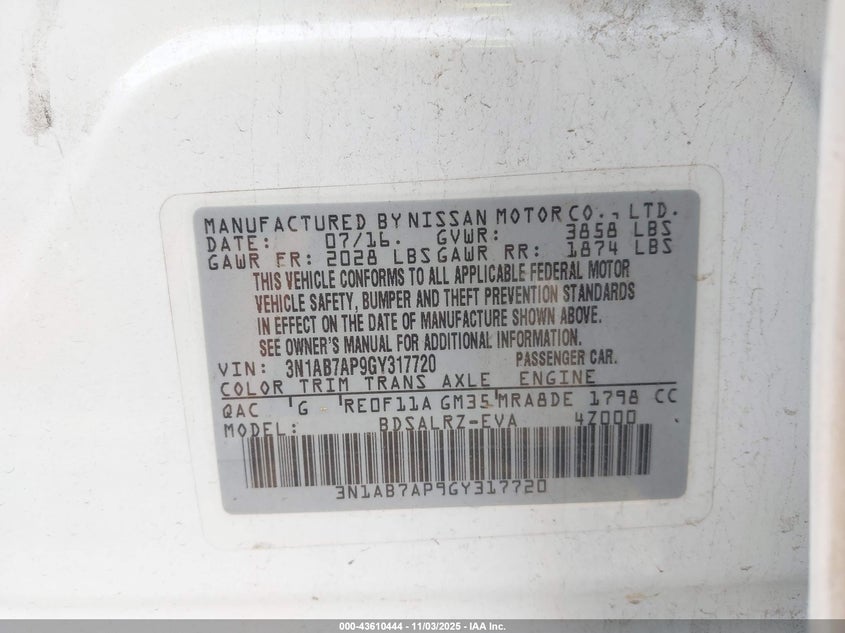 MANUFACTURED BY NISSAN MOTOR CO., LTD.
DATE: 07/16. GVWR: 3858 LBS
GAWR FR: 2028 LBS GAWR RR: 1874 LBS
THIS VEHICLE CONFORMS TO ALL APPLICABLE FEDERAL MOTOR
VEHICLE SAFETY, BUMPER AND THEFT PREVENTION STANDARDS
IN EFFECT ON THE DATE OF MANUFACTURE SHOWN ABOVE.
SEE OWNER'S MANUAL FOR ADDITIONAL INFORMATION.
VIN: 3N1AB7AP9GY317720 PASSENGER CAR.
COLOR TRIM TRANS AXLE ENGINE
QAC G RE0F11A GM35 MRA8DE 1798 CC
MODEL: BDSALRZ-EVA 4Z000
3N1AB7AP9GY317720
000-43610444 - 11/03/2025 - IAA Inc.